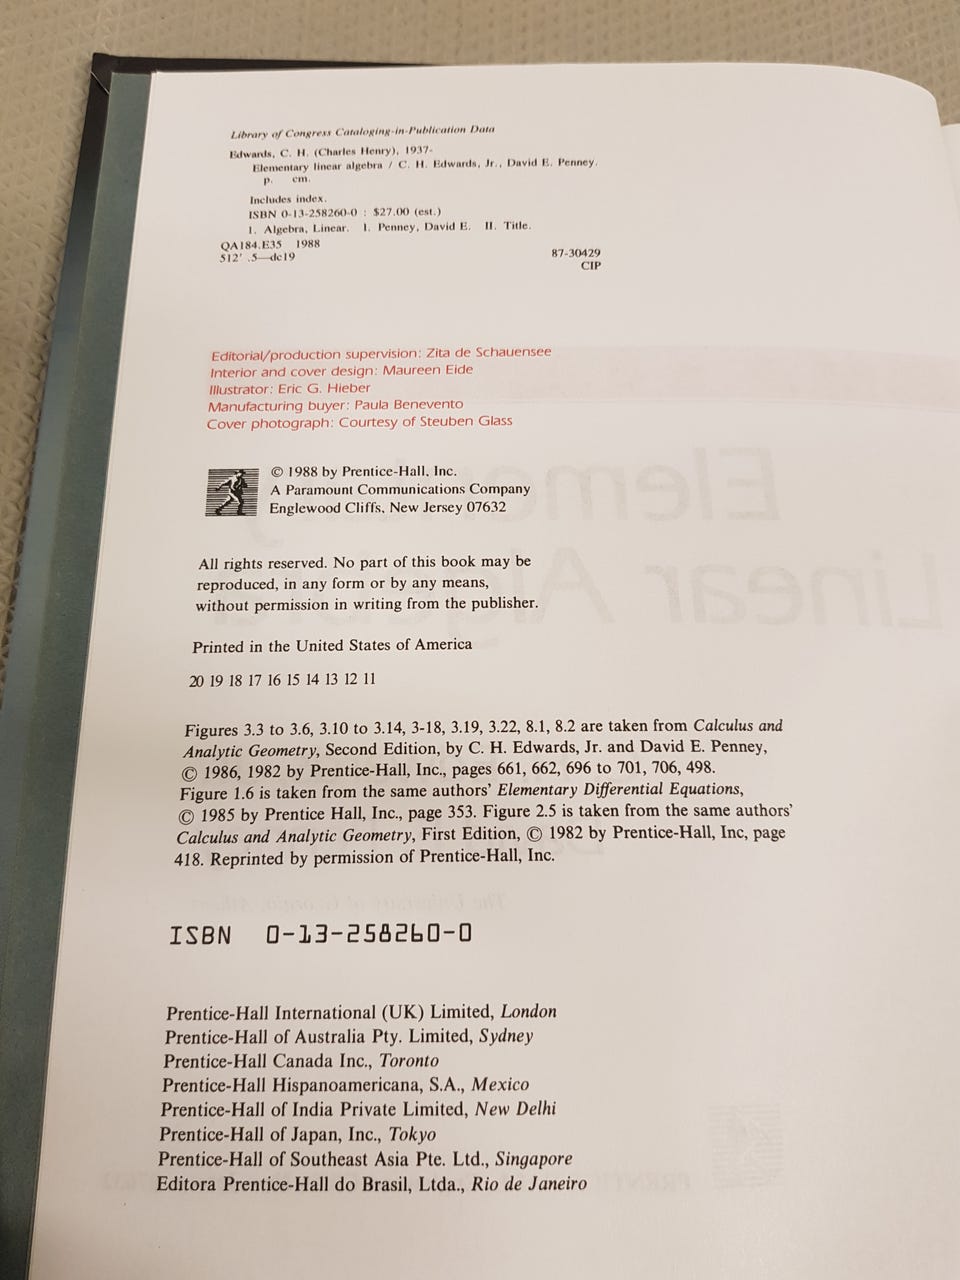 Library of Congress Cataloging-in-Publication Data
Edwards, C. H. (Charles Henry), 1937-
Elementary linear algebra / C. H. Edwards, Jr., David E. Penney.
p. cm.
Includes index.
ISBN 0-13-258260-0 : $27.00 (est.)
1. Algebra, Linear. I. Penney, David E. II. Title.
QA184.E35 1988
512' .5—dc19 87-30429
CIP
Editorial/production supervision: Zita de Schauensee
Interior and cover design: Maureen Eide
Illustrator: Eric G. Hieber
Manufacturing buyer: Paula Benevento
Cover photograph: Courtesy of Steuben Glass
© 1988 by Prentice-Hall, Inc.
A Paramount Communications Company
Englewood Cliffs, New Jersey 07632
All rights reserved. No part of this book may be
reproduced, in any form or by any means,
without permission in writing from the publisher.
Printed in the United States of America
20 19 18 17 16 15 14 13 12 11
Figures 3.3 to 3.6, 3.10 to 3.14, 3-18, 3.19, 3.22, 8.1, 8.2 are taken from Calculus and
Analytic Geometry, Second Edition, by C. H. Edwards, Jr. and David E. Penney,
© 1986, 1982 by Prentice-Hall, Inc., pages 661, 662, 696 to 701, 706, 498.
Figure 1.6 is taken from the same authors' Elementary Differential Equations,
© 1985 by Prentice Hall, Inc., page 353. Figure 2.5 is taken from the same authors'
Calculus and Analytic Geometry, First Edition, © 1982 by Prentice-Hall, Inc, page
418. Reprinted by permission of Prentice-Hall, Inc.
ISBN 0-13-258260-0
Prentice-Hall International (UK) Limited, London
Prentice-Hall of Australia Pty. Limited, Sydney
Prentice-Hall Canada Inc., Toronto
Prentice-Hall Hispanoamericana, S.A., Mexico
Prentice-Hall of India Private Limited, New Delhi
Prentice-Hall of Japan, Inc., Tokyo
Prentice-Hall of Southeast Asia Pte. Ltd., Singapore
Editora Prentice-Hall do Brasil, Ltda., Rio de Janeiro